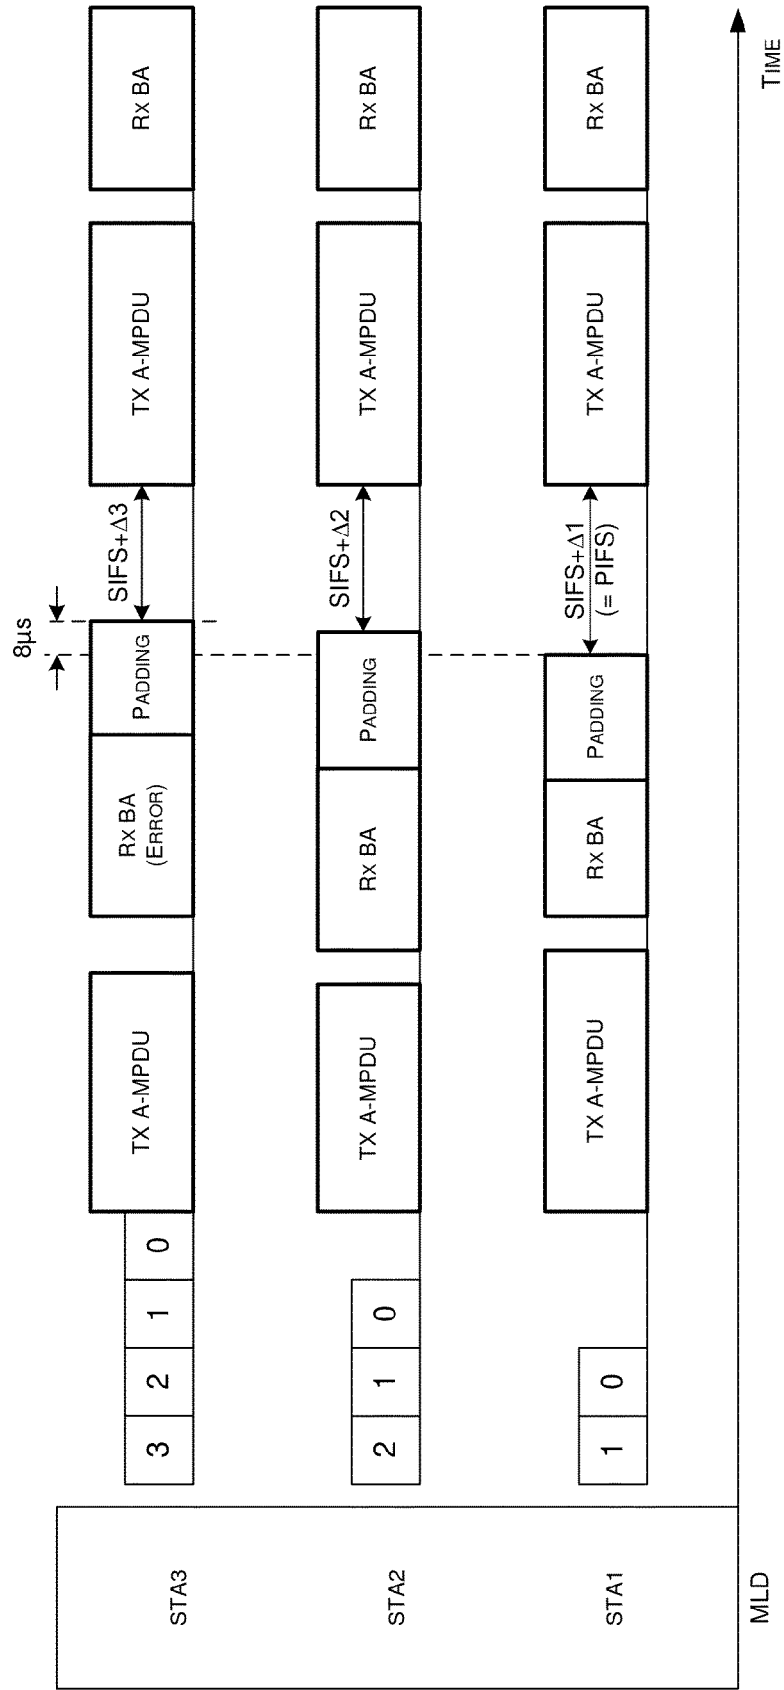 8µs
STA3
3
2
1
0
TX A-MPDU
RX BA
(ERROR)
PADDING
SIFS+Δ3
TX A-MPDU
RX BA
STA2
2
1
0
TX A-MPDU
RX BA
PADDING
SIFS+Δ2
TX A-MPDU
RX BA
STA1
1
0
TX A-MPDU
RX BA
PADDING
SIFS+Δ1
(= PIFS)
TX A-MPDU
RX BA
MLD
TIME